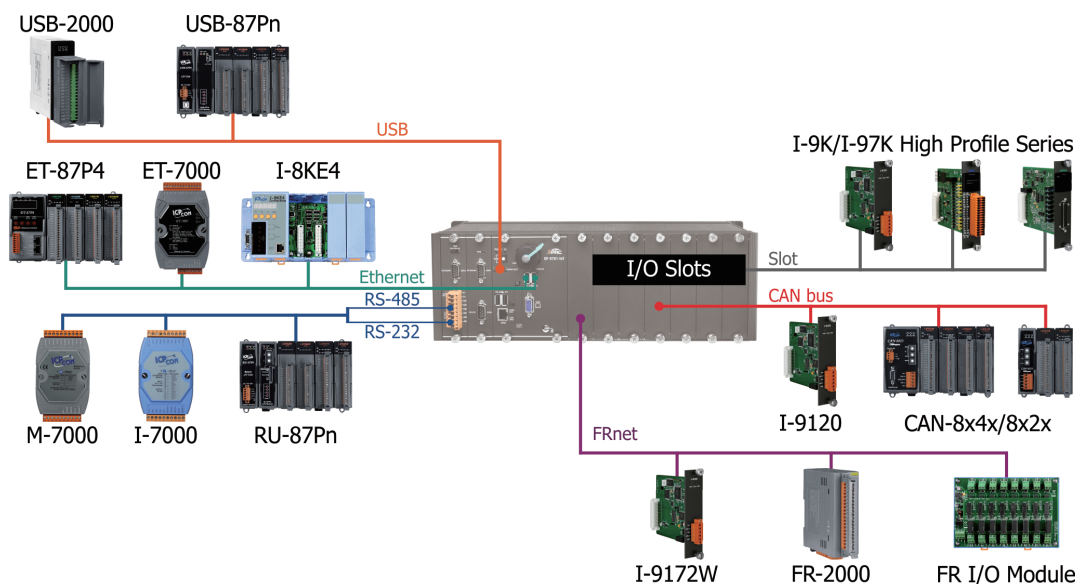 USB-2000
USB-87Pn
USB
ET-87P4
ET-7000
I-8KE4
Ethernet
RS-485
RS-232
M-7000
I-7000
RU-87Pn
I/O Slots
I-9K/I-97K High Profile Series
Slot
CAN bus
I-9120
CAN-8x4x/8x2x
FRnet
I-9172W
FR-2000
FR I/O Module